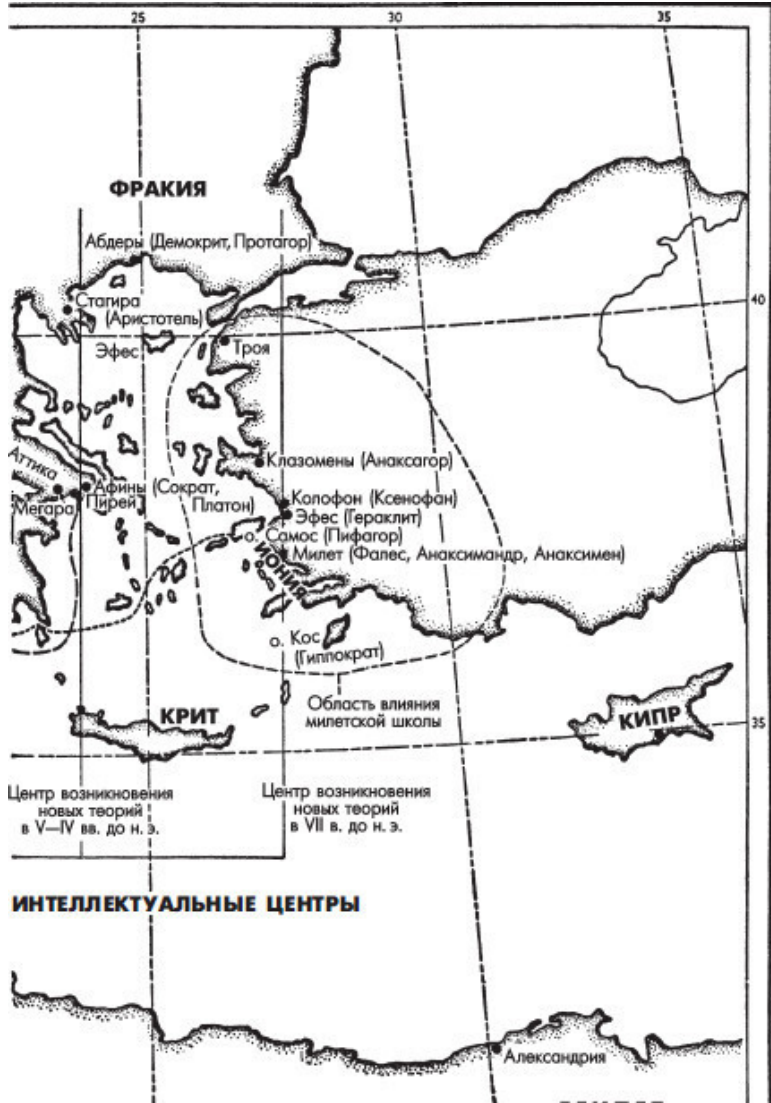 25
30
35
ФРАКИЯ
Абдеры (Демокрит, Протагор)
40
Стагира
(Аристотель)
Эфес
Троя
Клазомены (Анаксагор)
Аттика
Афины (Сократ,
Платон)
Мегара
Пирей
Колофон (Ксенофан)
Эфес (Гераклит)
о. Самос (Пифагор)
Милет (Фалес, Анаксимандр, Анаксимен)
ИОНИЯ
о. Кос
(Гиппократ)
Область влияния
милетской школы
КРИТ
КИПР
35
Центр возникновения
новых теорий
в V—IV вв. до н. э.
Центр возникновения
новых теорий
в VII в. до н. э.
ИНТЕЛЛЕКТУАЛЬНЫЕ ЦЕНТРЫ
Александрия